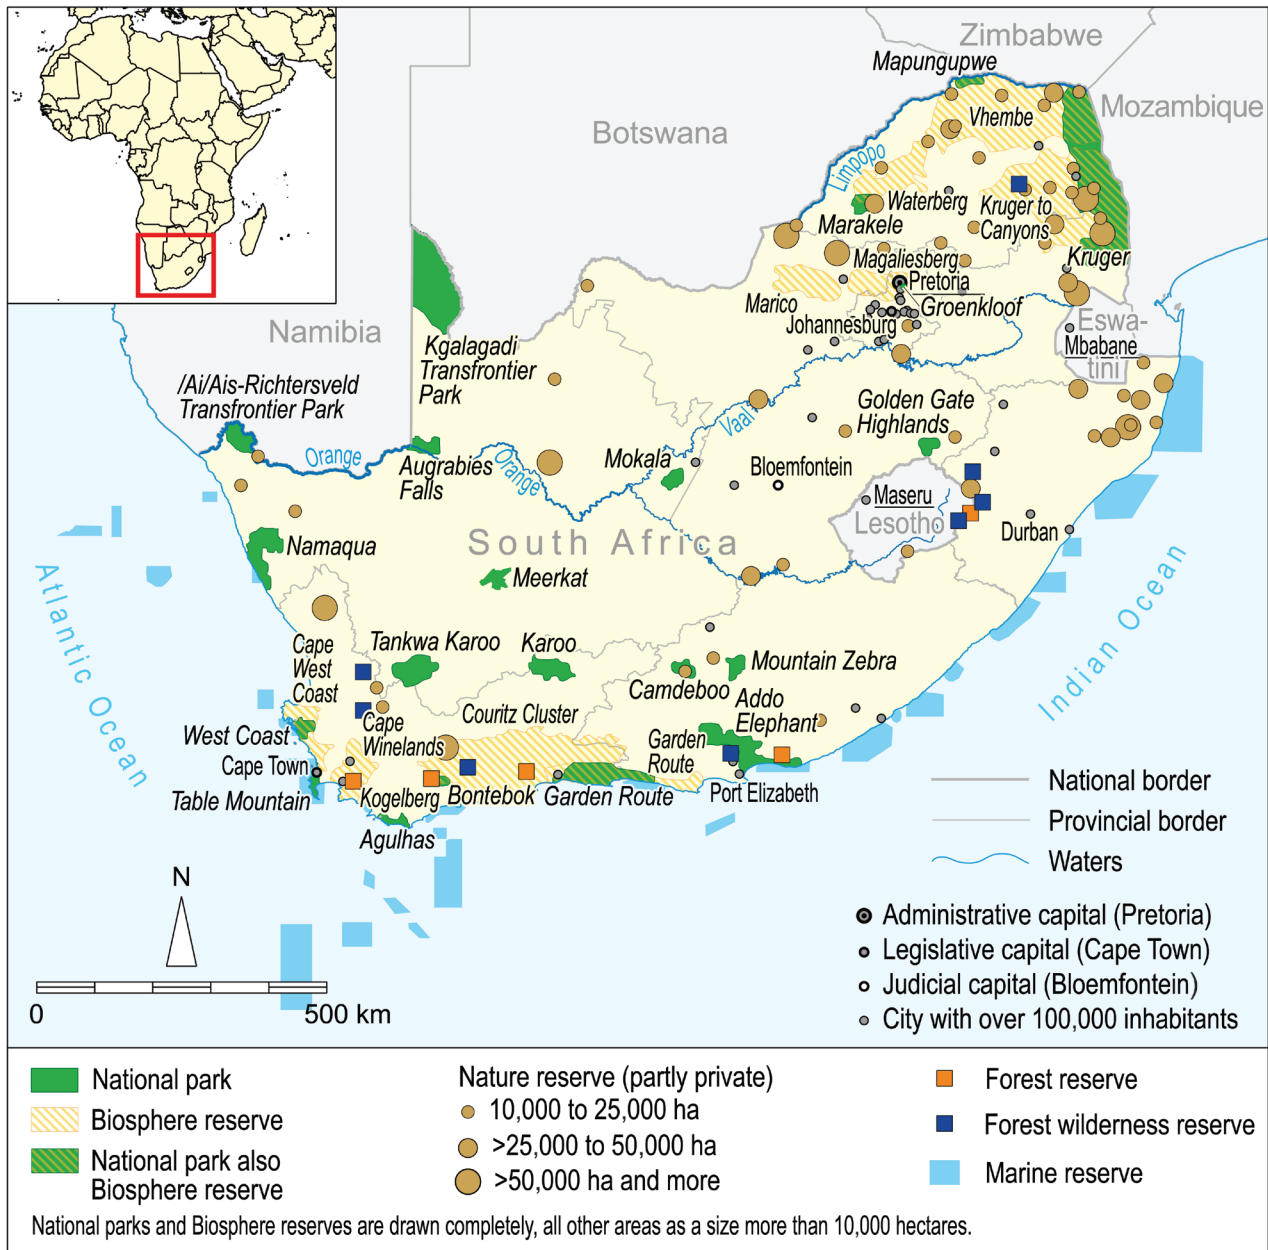 Zimbabwe
Mapungupwe
Mozambique
Vhembe
Botswana
Limpopo
Waterberg
Kruger to
Canyons
Marakele
Kruger
Magaliesberg
Pretoria
Marico
Groenkloof
Johannesburg
Eswa-
tini
Mbabane
Namibia
Kgalagadi
Transfrontier
Park
/Ai/Ais-Richtersveld
Transfrontier Park
Golden Gate
Highlands
Vaal
Orange
Augrabies
Falls
Orange
Mokala
Bloemfontein
Maseru
Lesotho
Durban
South Africa
Namaqua
Meerkat
Atlantic Ocean
Indian Ocean
Cape
West
Coast
Tankwa Karoo
Karoo
Mountain Zebra
Camdeboo
Addo
Elephant
West Coast
Cape
Winelands
Couritz Cluster
Garden
Route
Cape Town
Table Mountain
Kogelberg
Bontebok
Garden Route
Port Elizabeth
Agulhas
N
0
500 km
National border
Provincial border
Waters
Administrative capital (Pretoria)
Legislative capital (Cape Town)
Judicial capital (Bloemfontein)
City with over 100,000 inhabitants
National park
Biosphere reserve
National park also
Biosphere reserve
Nature reserve (partly private)
10,000 to 25,000 ha
>25,000 to 50,000 ha
>50,000 ha and more
Forest reserve
Forest wilderness reserve
Marine reserve
National parks and Biosphere reserves are drawn completely, all other areas as a size more than 10,000 hectares.